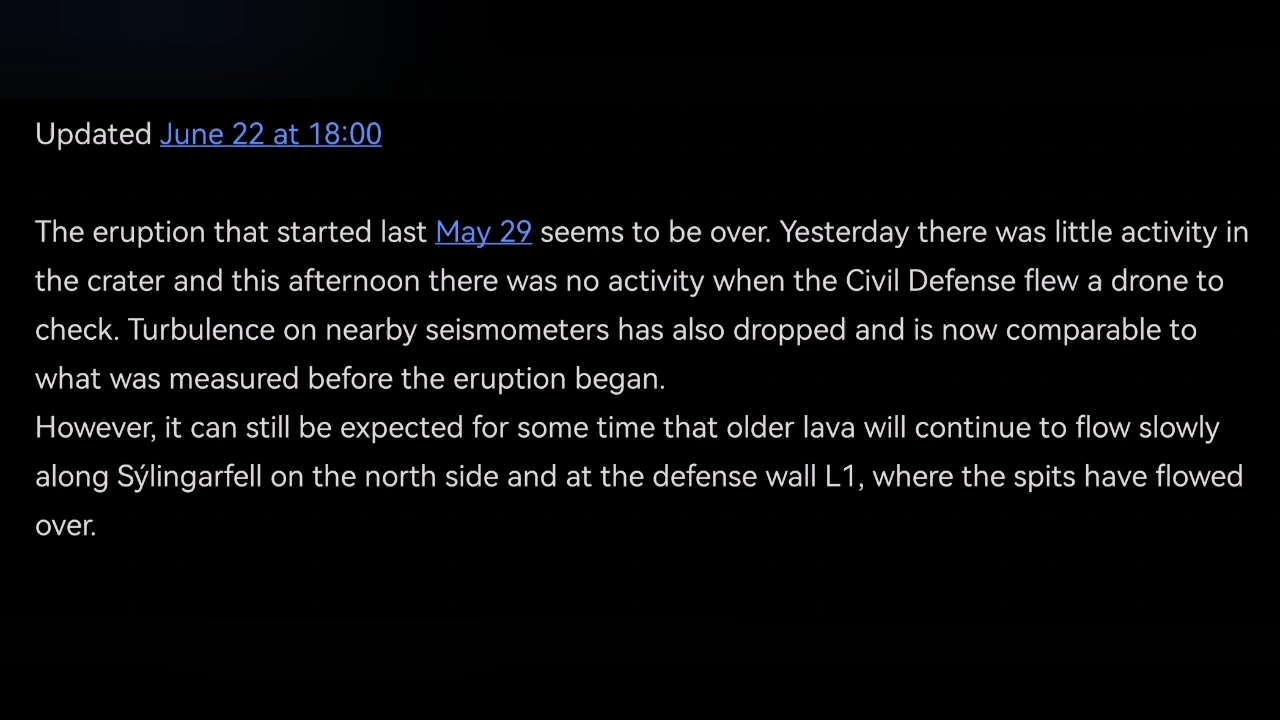 Updated June 22 at 18:00
The eruption that started last May 29 seems to be over. Yesterday there was little activity in
the crater and this afternoon there was no activity when the Civil Defense flew a drone to
check. Turbulence on nearby seismometers has also dropped and is now comparable to
what was measured before the eruption began.
However, it can still be expected for some time that older lava will continue to flow slowly
along Sýlingarfell on the north side and at the defense wall L1, where the spits have flowed
over.